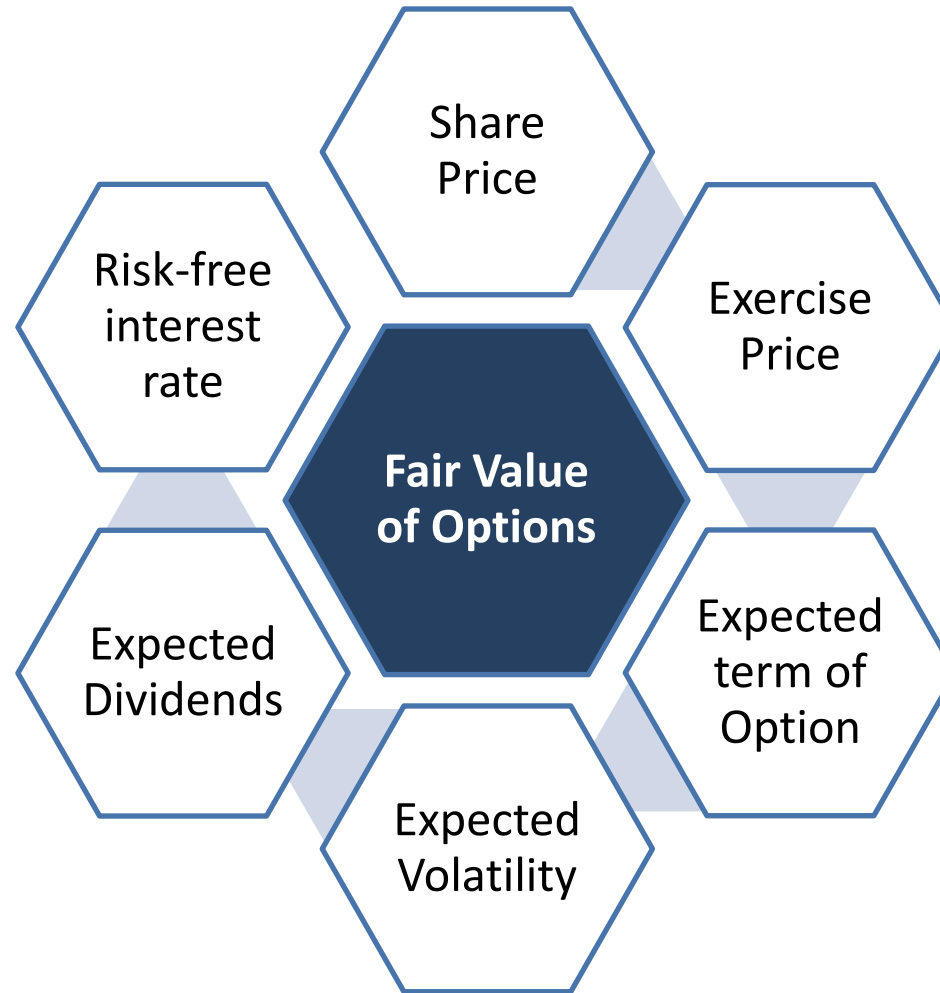 Share
Price
Exercise
Price
Expected
term of
Option
Expected
Volatility
Expected
Dividends
Risk-free
interest
rate
Fair Value
of Options